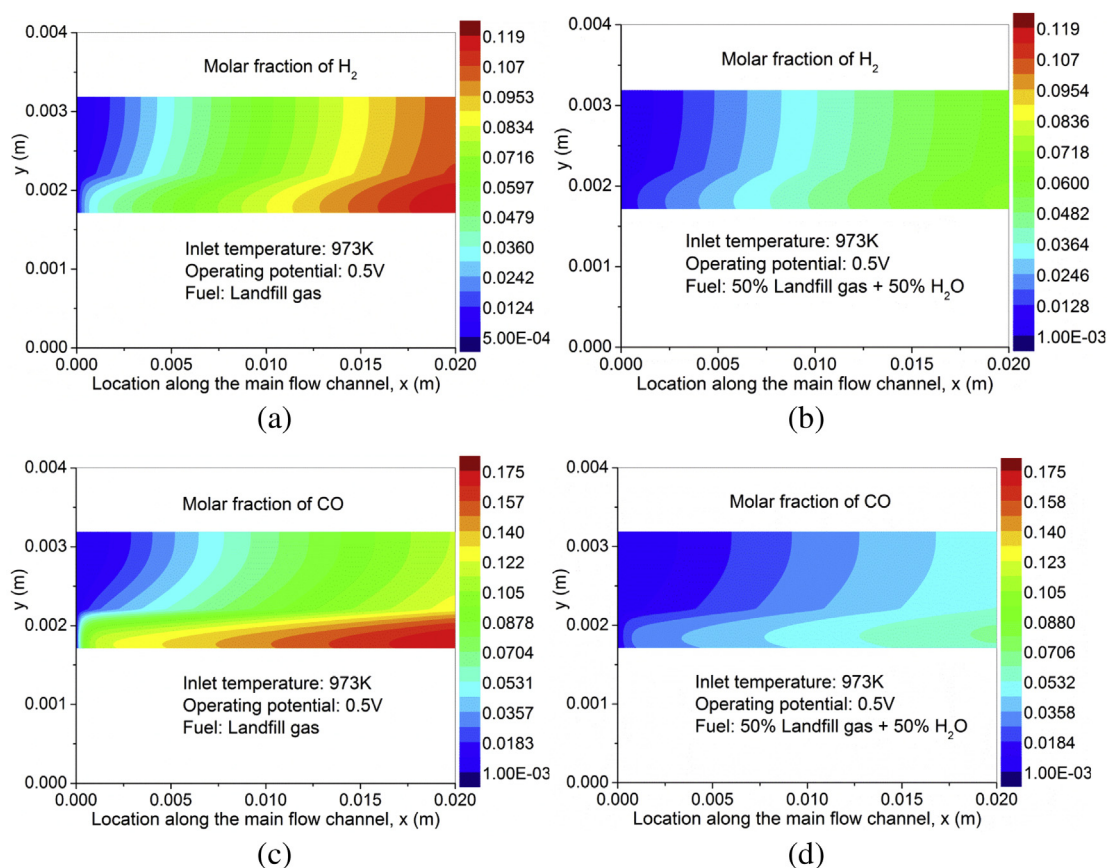 Molar fraction of H2
y (m)
0.004
0.003
0.002
0.001
0.000
Inlet temperature: 973K
Operating potential: 0.5V
Fuel: Landfill gas
0.000 0.005 0.010 0.015 0.020
Location along the main flow channel, x (m)
0.119
0.107
0.0953
0.0834
0.0716
0.0597
0.0479
0.0360
0.0242
0.0124
5.00E-04
(a)
Molar fraction of H2
y (m)
0.004
0.003
0.002
0.001
0.000
Inlet temperature: 973K
Operating potential: 0.5V
Fuel: 50% Landfill gas + 50% H2O
0.000 0.005 0.010 0.015 0.020
Location along the main flow channel, x (m)
0.119
0.107
0.0954
0.0836
0.0718
0.0600
0.0482
0.0364
0.0246
0.0128
1.00E-03
(b)
Molar fraction of CO
y (m)
0.004
0.003
0.002
0.001
0.000
Inlet temperature: 973K
Operating potential: 0.5V
Fuel: Landfill gas
0.000 0.005 0.010 0.015 0.020
Location along the main flow channel, x (m)
0.175
0.157
0.140
0.122
0.105
0.0878
0.0704
0.0531
0.0357
0.0183
1.00E-03
(c)
Molar fraction of CO
y (m)
0.004
0.003
0.002
0.001
0.000
Inlet temperature: 973K
Operating potential: 0.5V
Fuel: 50% Landfill gas + 50% H2O
0.000 0.005 0.010 0.015 0.020
Location along the main flow channel, x (m)
0.175
0.157
0.140
0.122
0.105
0.0880
0.0706
0.0532
0.0358
0.0184
1.00E-03
(d)